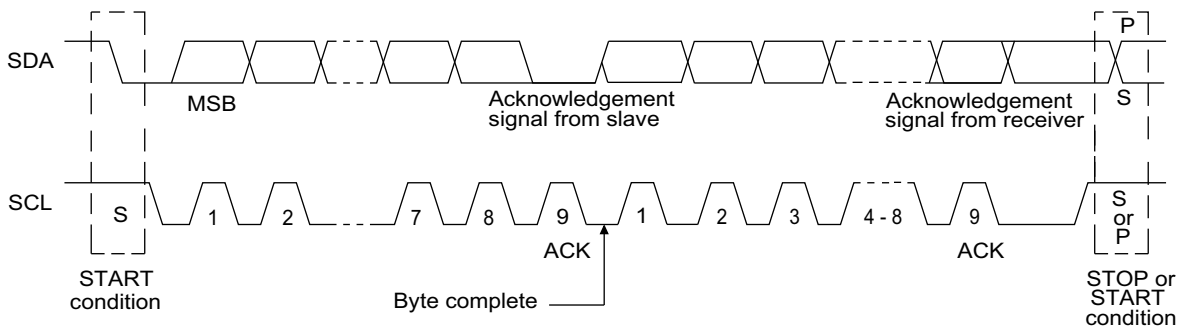 P
SDA
MSB
Acknowledgement
signal from slave
Acknowledgement
signal from receiver
S
SCL
S
1
2
7
8
9
1
2
3
4 - 8
9
S
or
P
ACK
ACK
START
condition
Byte complete
STOP or
START
condition